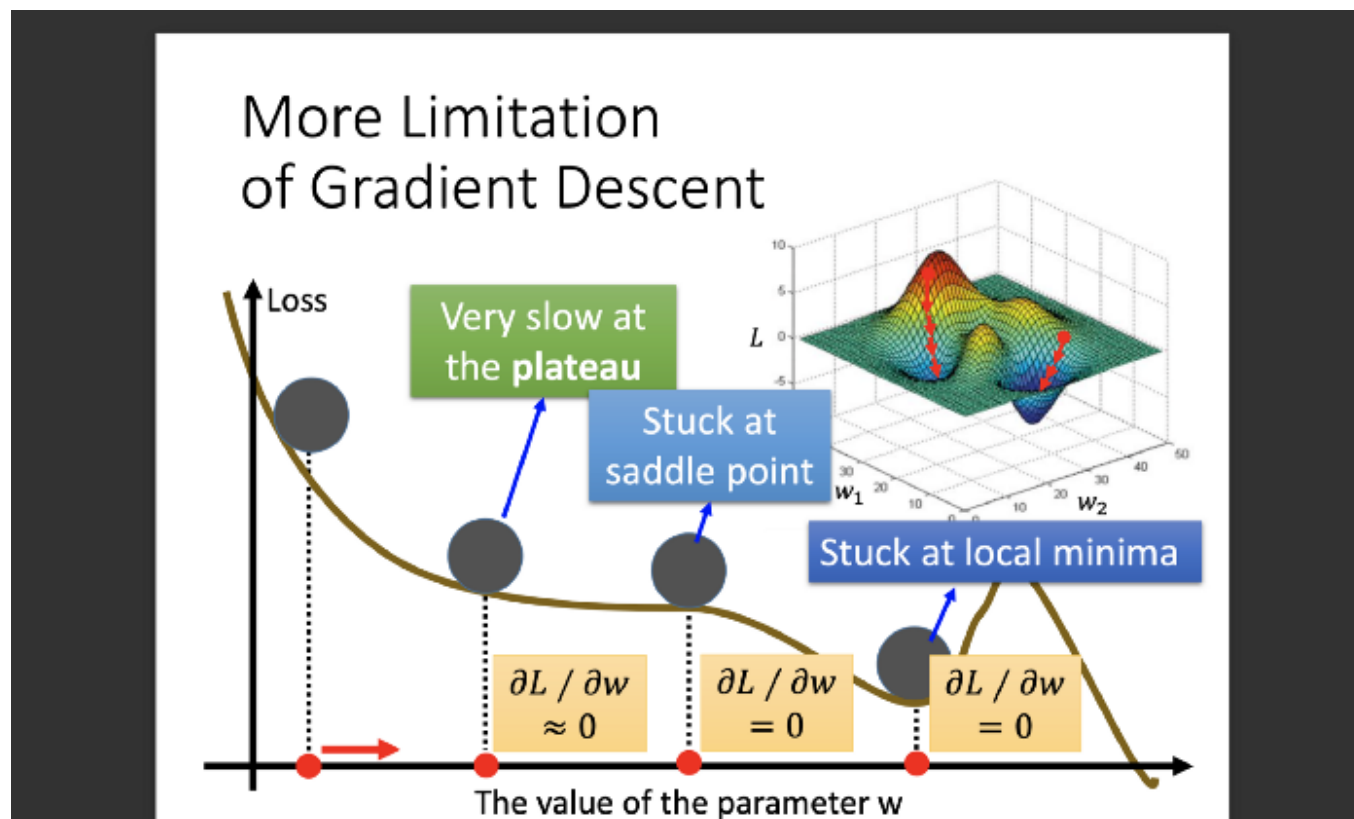 More Limitation
of Gradient Descent
Loss
Very slow at
the plateau
Stuck at
saddle point
Stuck at local minima
10
5
0
-5
L
30
20
10
0
w₁
0
10
20
30
40
50
w₂
∂L / ∂w
≈ 0
∂L / ∂w
= 0
∂L / ∂w
= 0
The value of the parameter w